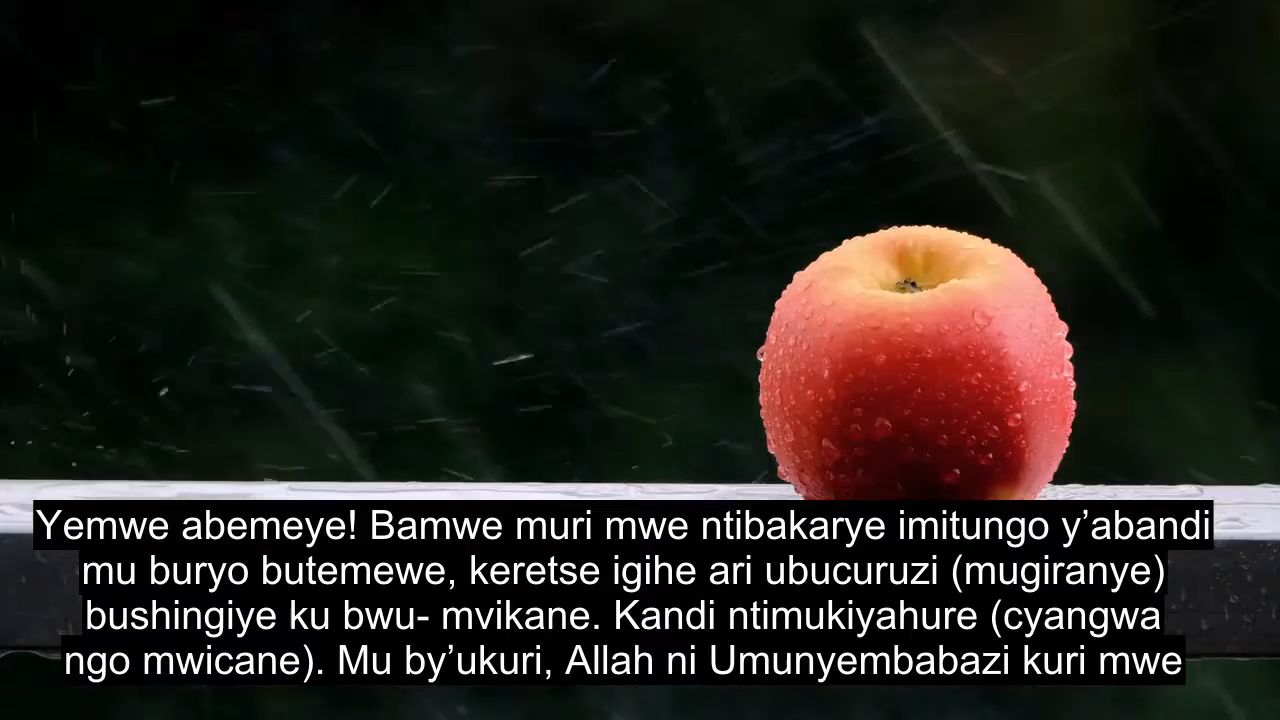 Yemwe abemeye! Bamwe muri mwe ntibakarye imitungo y’abandi
mu buryo butemewe, keretse igihe ari ubucuruzi (mugiranye)
bushingiye ku bwu- mvikane. Kandi ntimukiyahure (cyangwa
ngo mwicane). Mu by’ukuri, Allah ni Umunyembabazi kuri mwe